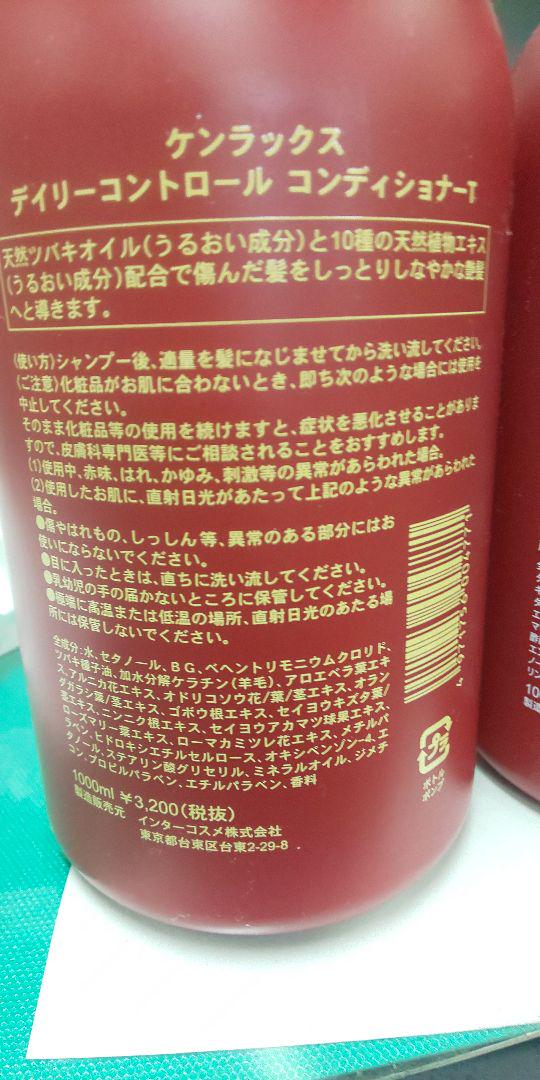 ケンラックス
デイリーコントロール コンディショナーT
天然ツバキオイル(うるおい成分)と10種の天然植物エキス
(うるおい成分)配合で傷んだ髪をしっとりしなやかな艶髪
へと導きます。
〈使い方〉シャンプー後、適量を髪になじませてから洗い流してください。
〈ご注意〉化粧品がお肌に合わないとき、即ち次のような場合には使用を
中止してください。
そのまま化粧品等の使用を続けますと、症状を悪化させることがありま
すので、皮膚科専門医等にご相談されることをおすすめします。
(1)使用中、赤味、はれ、かゆみ、刺激等の異常があらわれた場合。
(2)使用したお肌に、直射日光があたって上記のような異常があらわれた
場合。
●傷やはれもの、しっしん等、異常のある部分にはお
使いにならないでください。
●目に入ったときは、直ちに洗い流してください。
●乳幼児の手の届かないところに保管してください。
●極端に高温または低温の場所、直射日光のあたる場
所には保管しないでください。
全成分:水、セタノール、BG、ベヘントリモニウムクロリド、
ツバキ種子油、加水分解ケラチン(羊毛)、アロエベラ葉エキ
ス、アルニカ花エキス、オドリコソウ花/葉/茎エキス、オラン
ダガラシ葉/茎エキス、ゴボウ根エキス、セイヨウキズタ葉/
茎エキス、ニンニク根エキス、セイヨウアカマツ球果エキス、
ローズマリー葉エキス、ローマカミツレ花エキス、メチルパ
ラベン、ヒドロキシエチルセルロース、オキシベンゾン-4、エ
タノール、ステアリン酸グリセリル、ミネラルオイル、ジメチ
コン、プロピルパラベン、エチルパラベン、香料
1000ml ¥3,200(税抜)
製造販売元 インターコスメ株式会社
東京都台東区台東2-29-8
プラ
ボトル
ポンプ